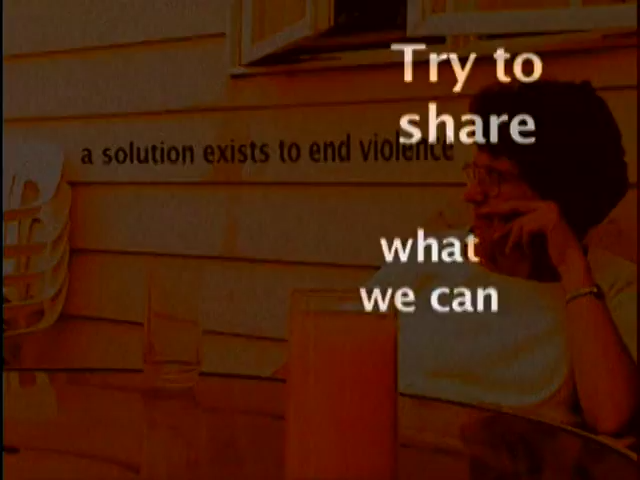 Try to
share
a solution exists to end violence
what
we can